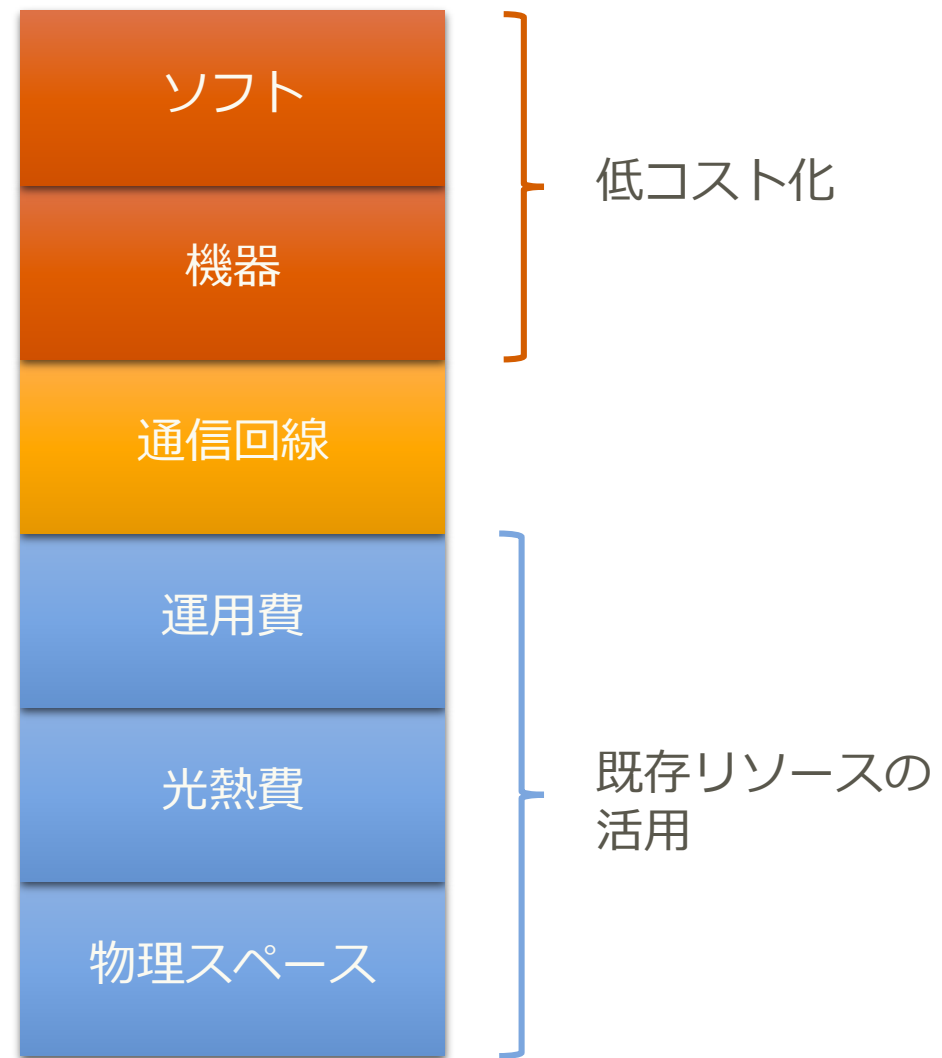 ソフト
低コスト化
機器
通信回線
運用費
既存リソースの
活用
光熱費
物理スペース